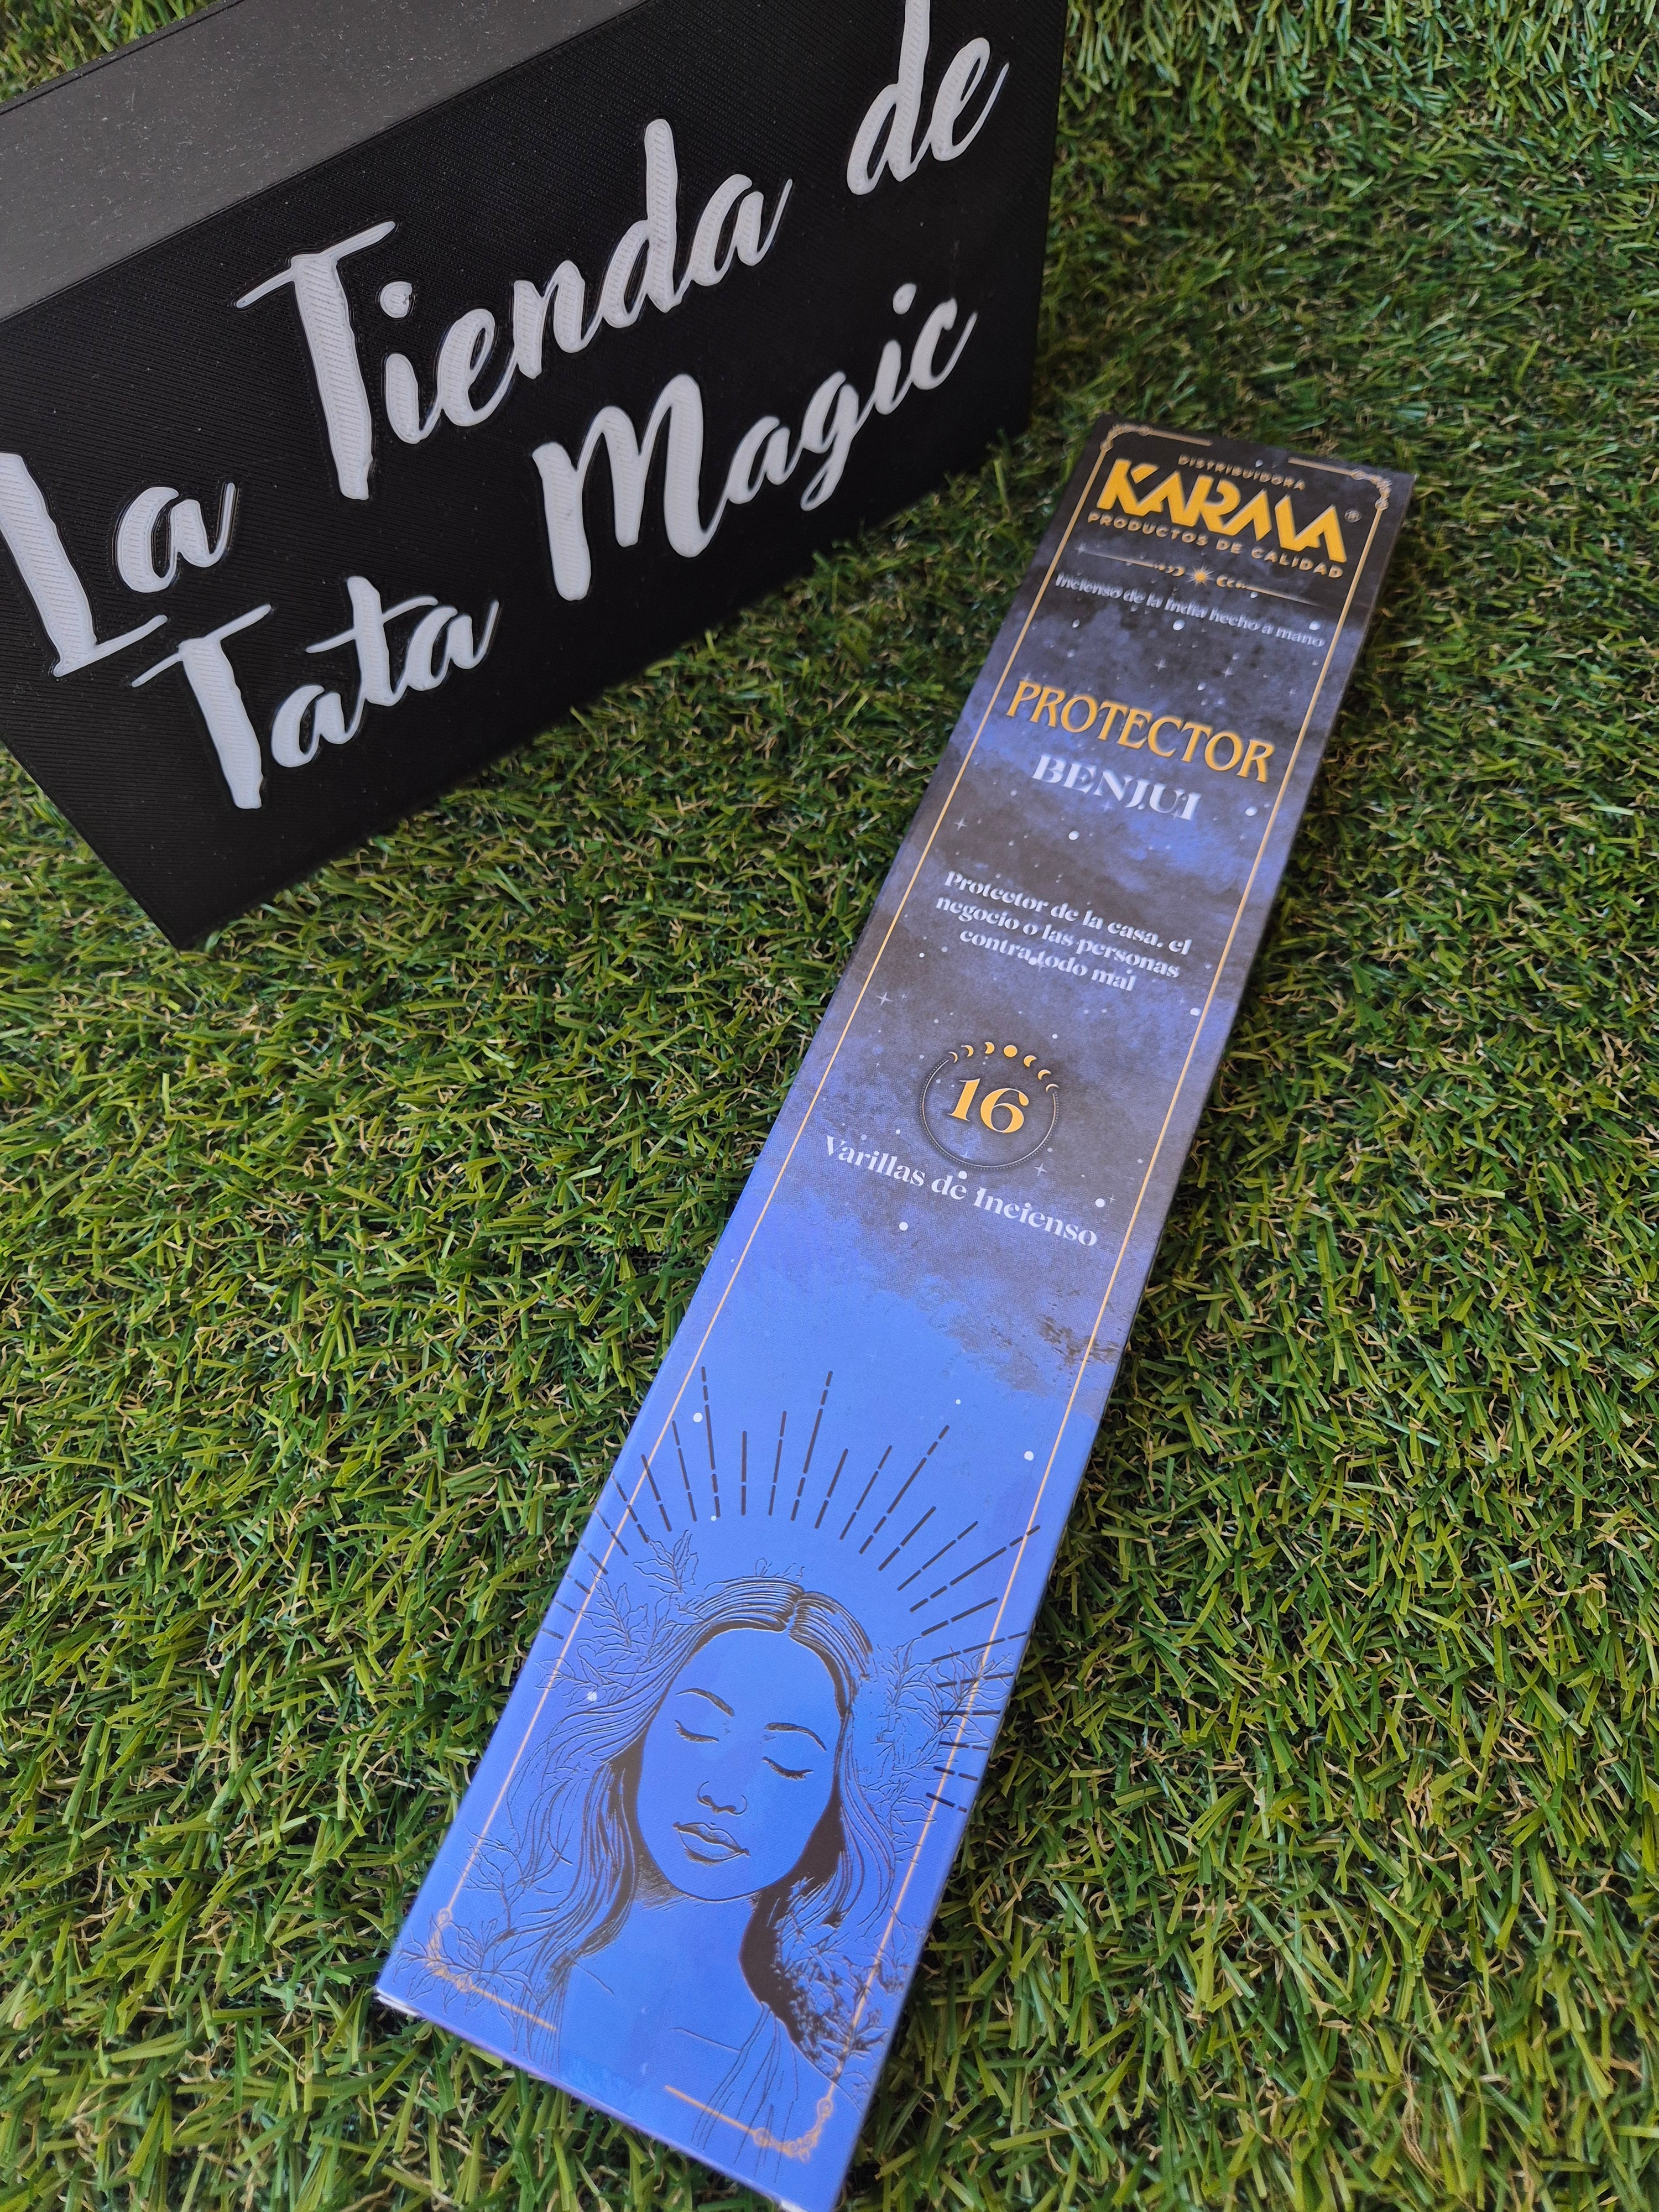 La Tienda de
Tata Magic
DISTRIBUIDORA
KARMA®
PRODUCTOS DE CALIDAD
Incienso de la India hecho a mano
PROTECTOR
BENJUI
Protector de la casa, el
negocio o las personas
contra todo mal
16
Varillas de Incienso